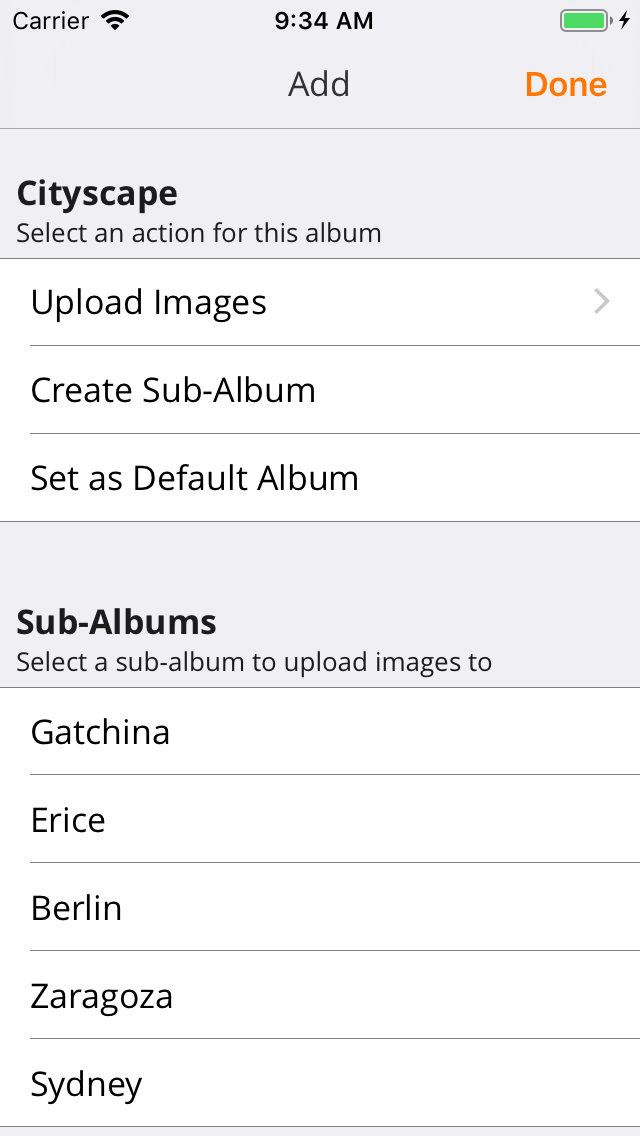 Carrier 9:34 AM
Add Done
Cityscape
Select an action for this album
Upload Images
Create Sub-Album
Set as Default Album
Sub-Albums
Select a sub-album to upload images to
Gatchina
Erice
Berlin
Zaragoza
Sydney